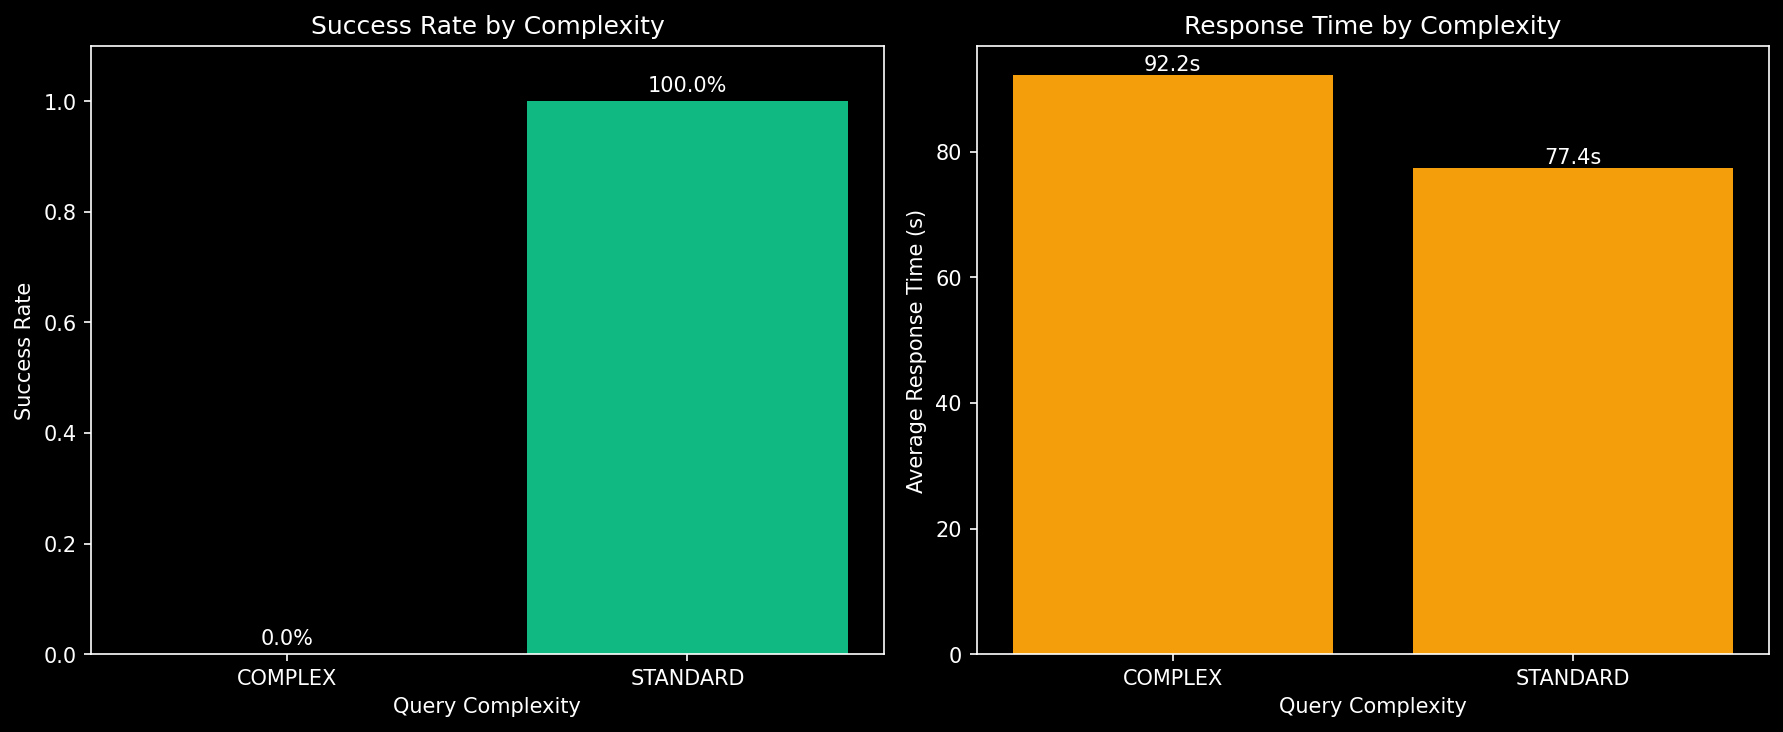 Success Rate by Complexity
Success Rate
1.0
0.8
0.6
0.4
0.2
0.0
0.0%
100.0%
COMPLEX
STANDARD
Query Complexity
Response Time by Complexity
Average Response Time (s)
80
60
40
20
0
92.2s
77.4s
COMPLEX
STANDARD
Query Complexity